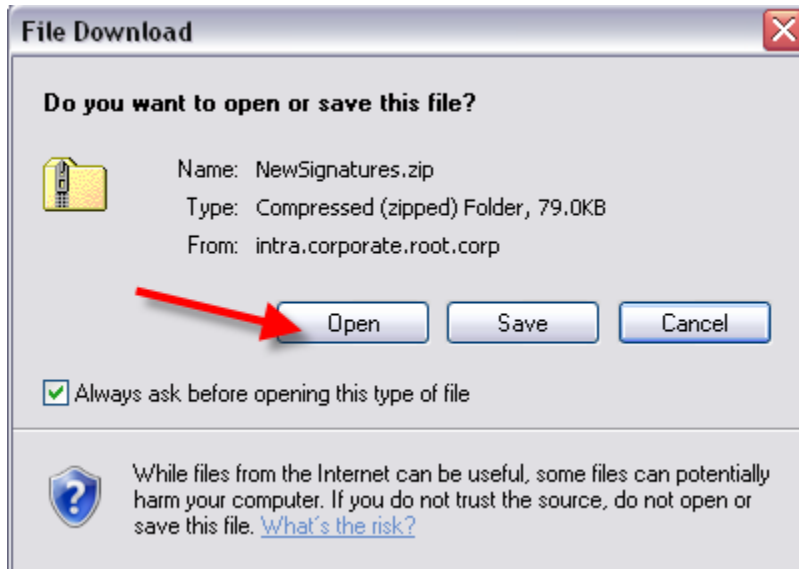 File Download
Do you want to open or save this file?
Name: NewSignatures.zip
Type: Compressed (zipped) Folder, 79.0KB
From: intra.corporate.root.corp
Open Save Cancel
Always ask before opening this type of file
While files from the Internet can be useful, some files can potentially
harm your computer. If you do not trust the source, do not open or
save this file. What's the risk?